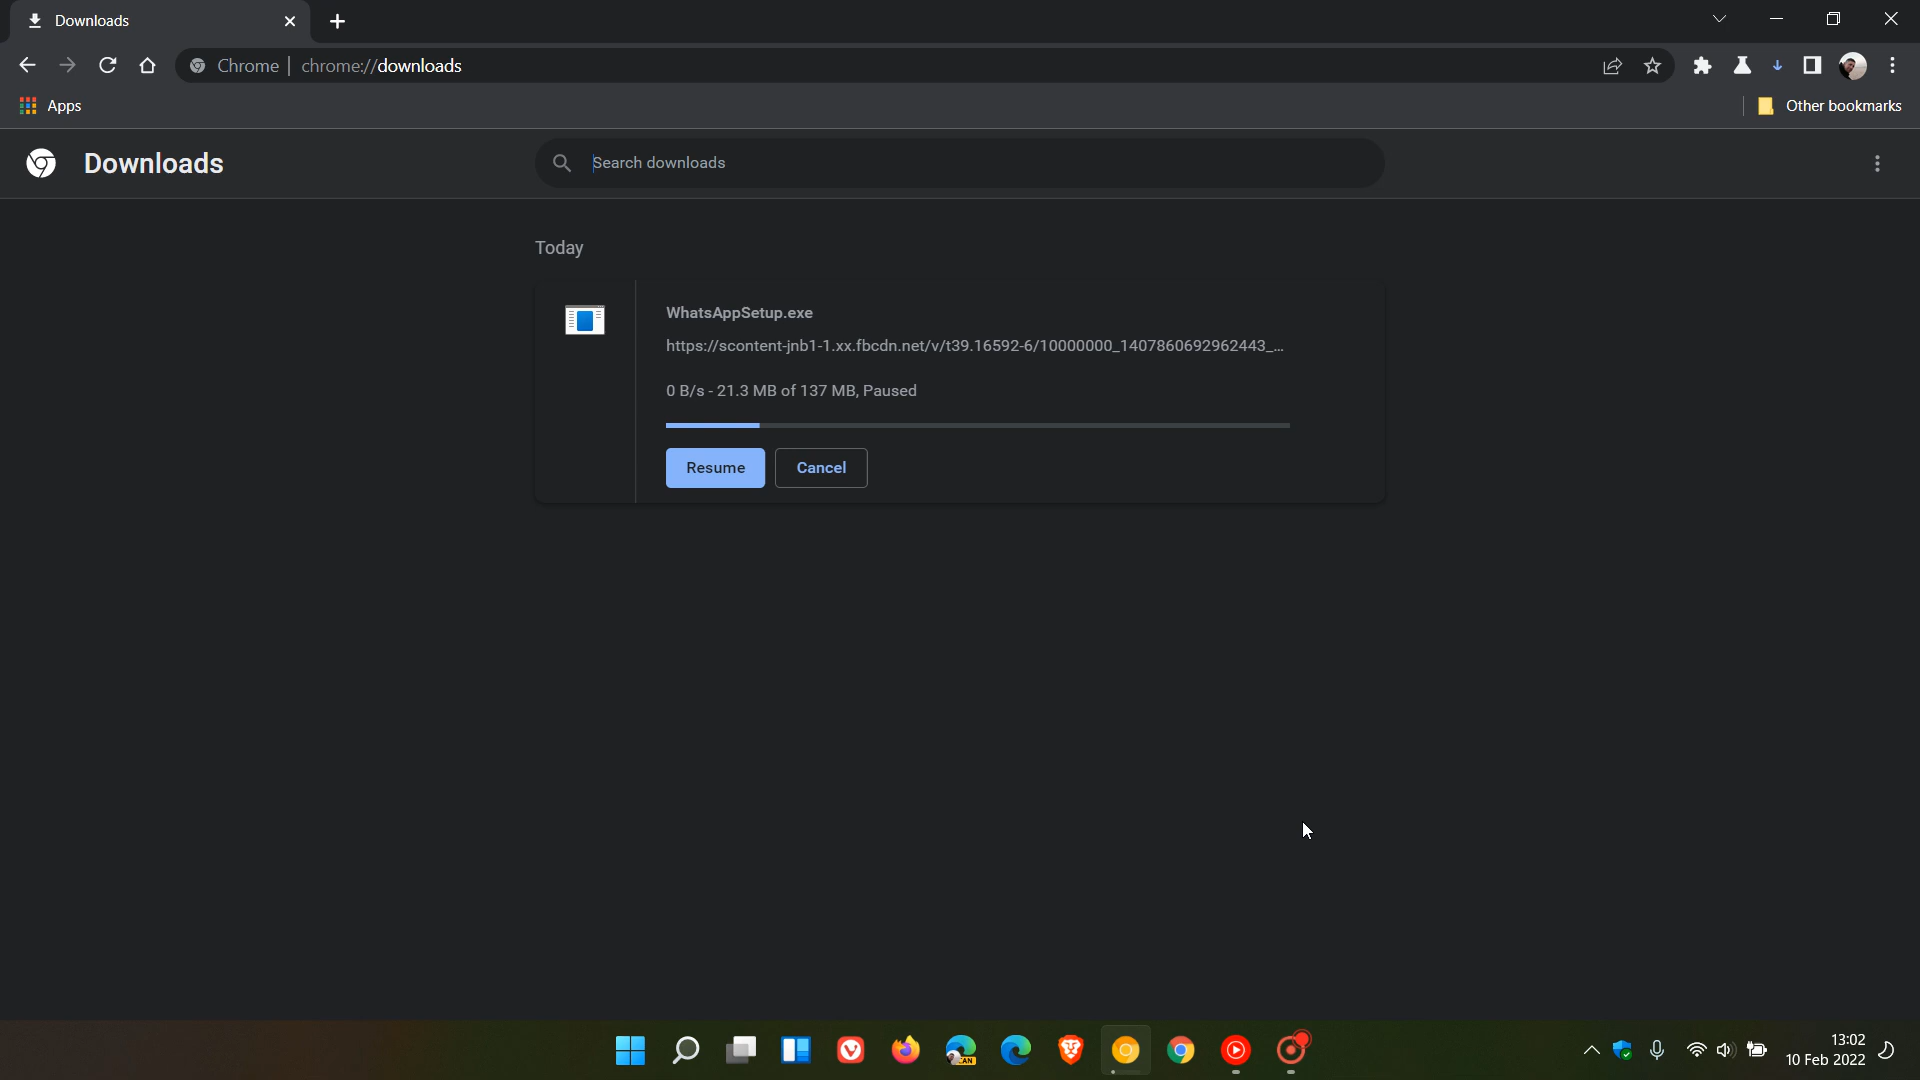 Downloads
Chrome | chrome://downloads
Apps
Other bookmarks
Downloads
Search downloads
Today
WhatsAppSetup.exe
https://scontent-jnb1-1.xx.fbcdn.net/v/t39.16592-6/10000000_1407860692962443_...
0 B/s - 21.3 MB of 137 MB, Paused
Resume
Cancel
CAN
13:02
10 Feb 2022